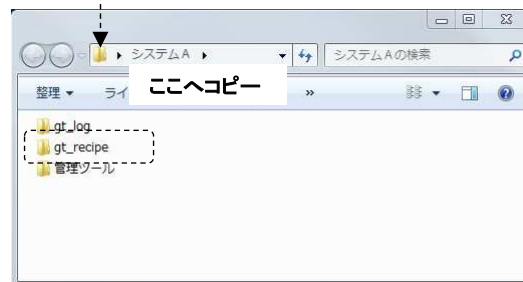 システムA
システムAの検索
整理
ライ
ここへコピー
»
gt_log
gt_recipe
管理ツール